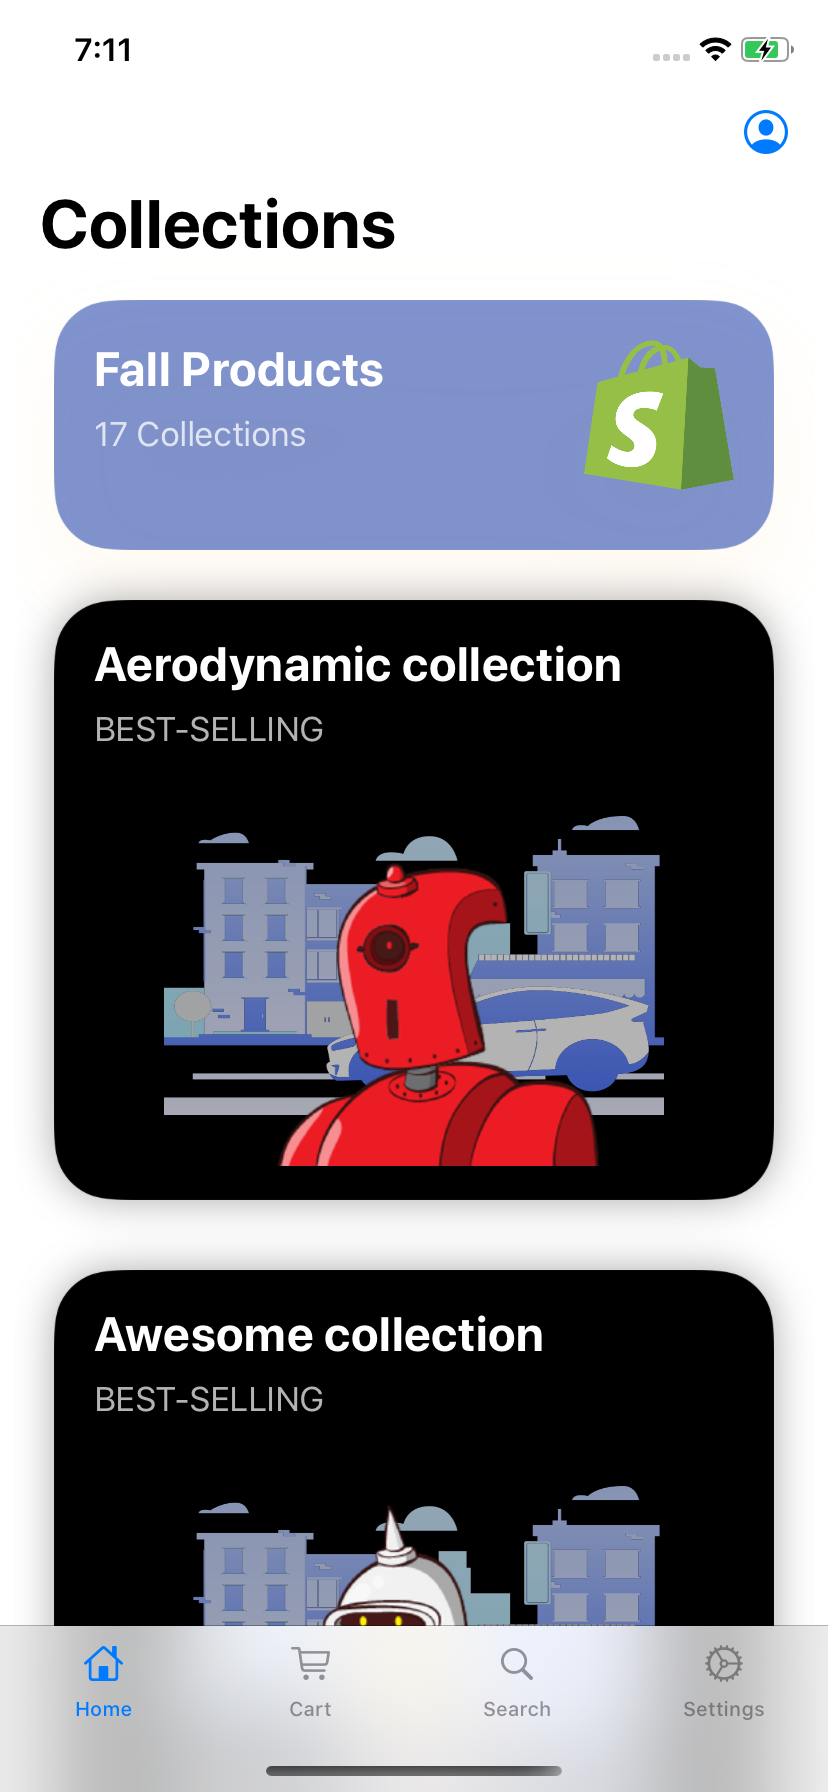 7:11
Collections
Fall Products
17 Collections
S
Aerodynamic collection
BEST-SELLING
Awesome collection
BEST-SELLING
Home
Cart
Search
Settings